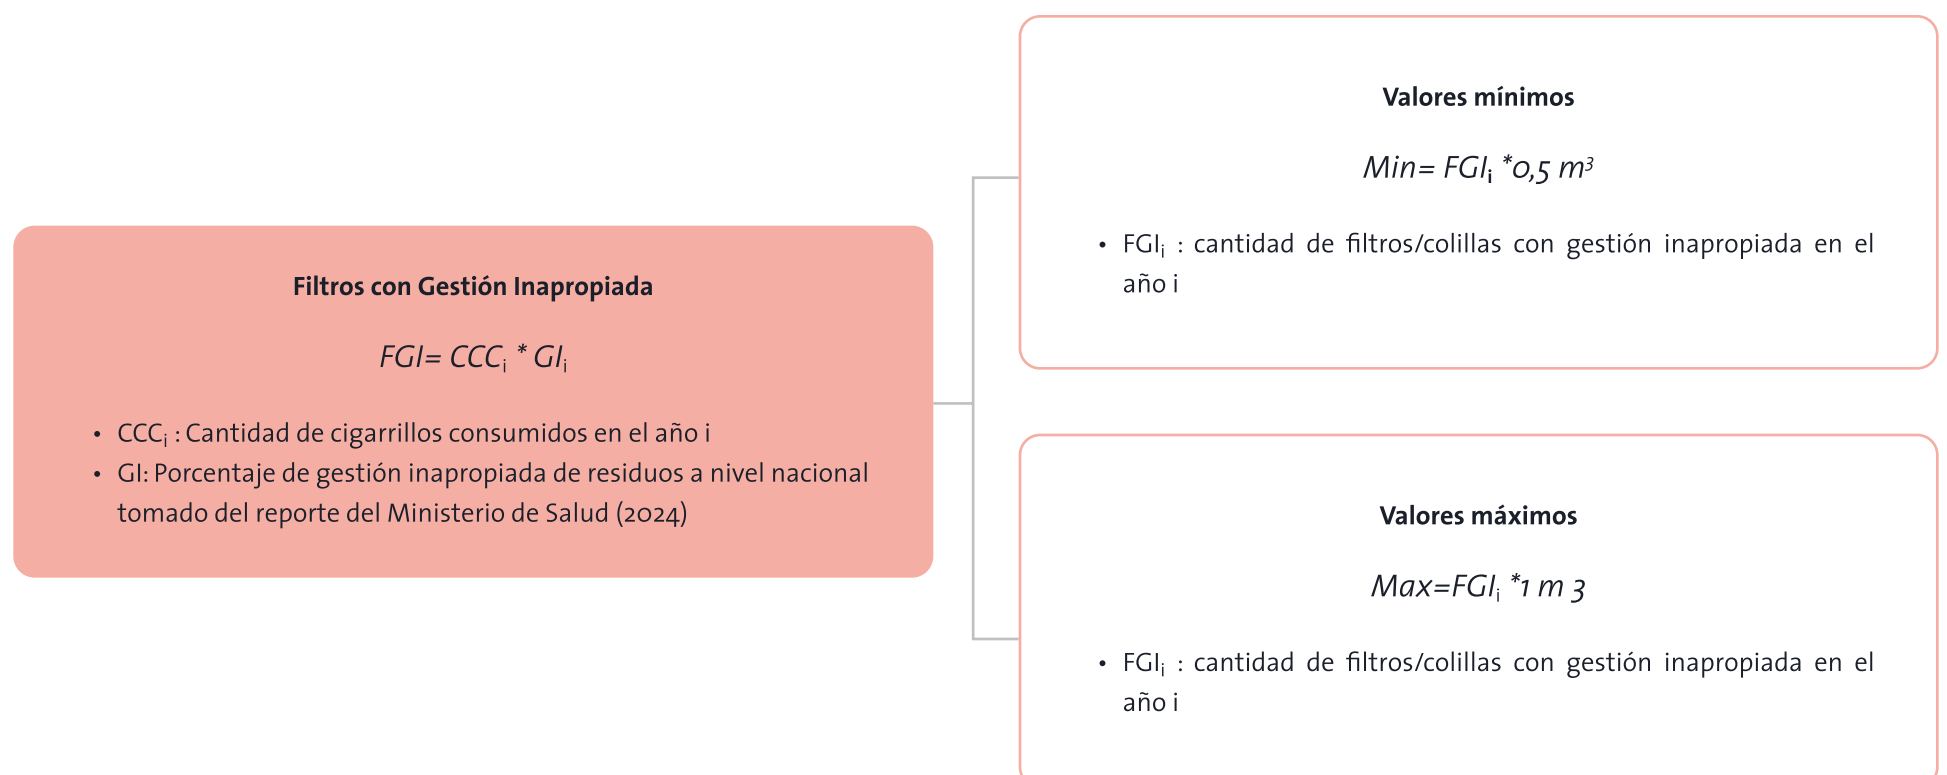 Filtros con Gestión Inapropiada
FGI= CCCᵢ * GIᵢ
• CCCᵢ : Cantidad de cigarrillos consumidos en el año i
• GI: Porcentaje de gestión inapropiada de residuos a nivel nacional
tomado del reporte del Ministerio de Salud (2024)
Valores mínimos
Min= FGIᵢ *0,5 m³
• FGIᵢ : cantidad de filtros/colillas con gestión inapropiada en el
año i
Valores máximos
Max=FGIᵢ *1 m 3
• FGIᵢ : cantidad de filtros/colillas con gestión inapropiada en el
año i